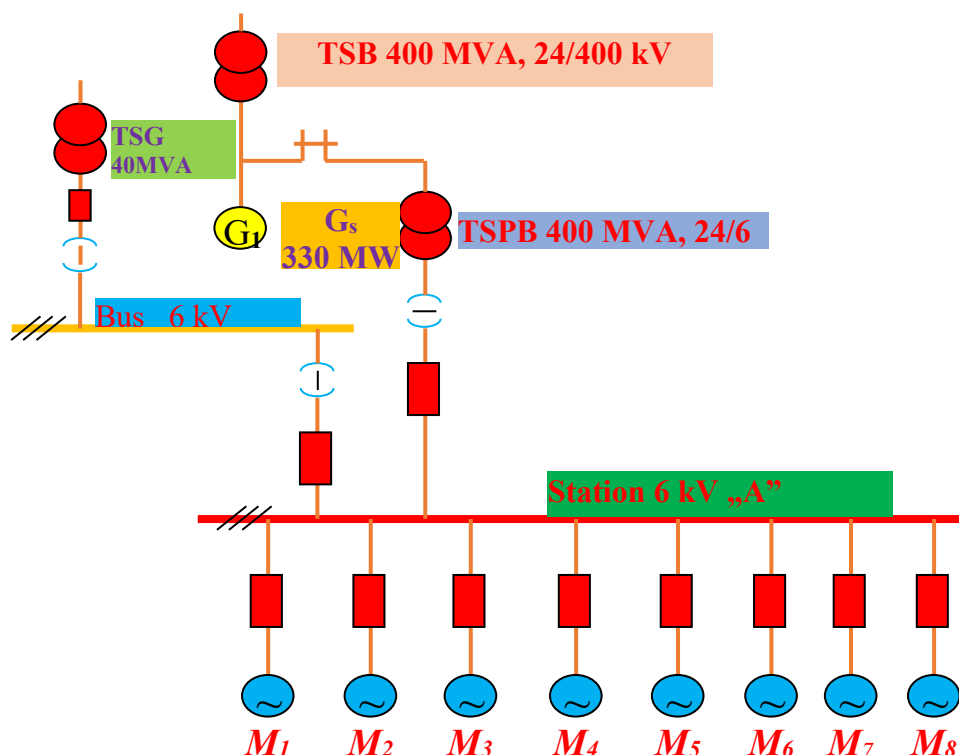 TSB 400 MVA, 24/400 kV
TSG
40MVA
G1
Gs
330 MW
TSPB 400 MVA, 24/6
Bus 6 kV
Station 6 kV „A”
~ ~ ~ ~ ~ ~ ~ ~
M1 M2 M3 M4 M5 M6 M7 M8